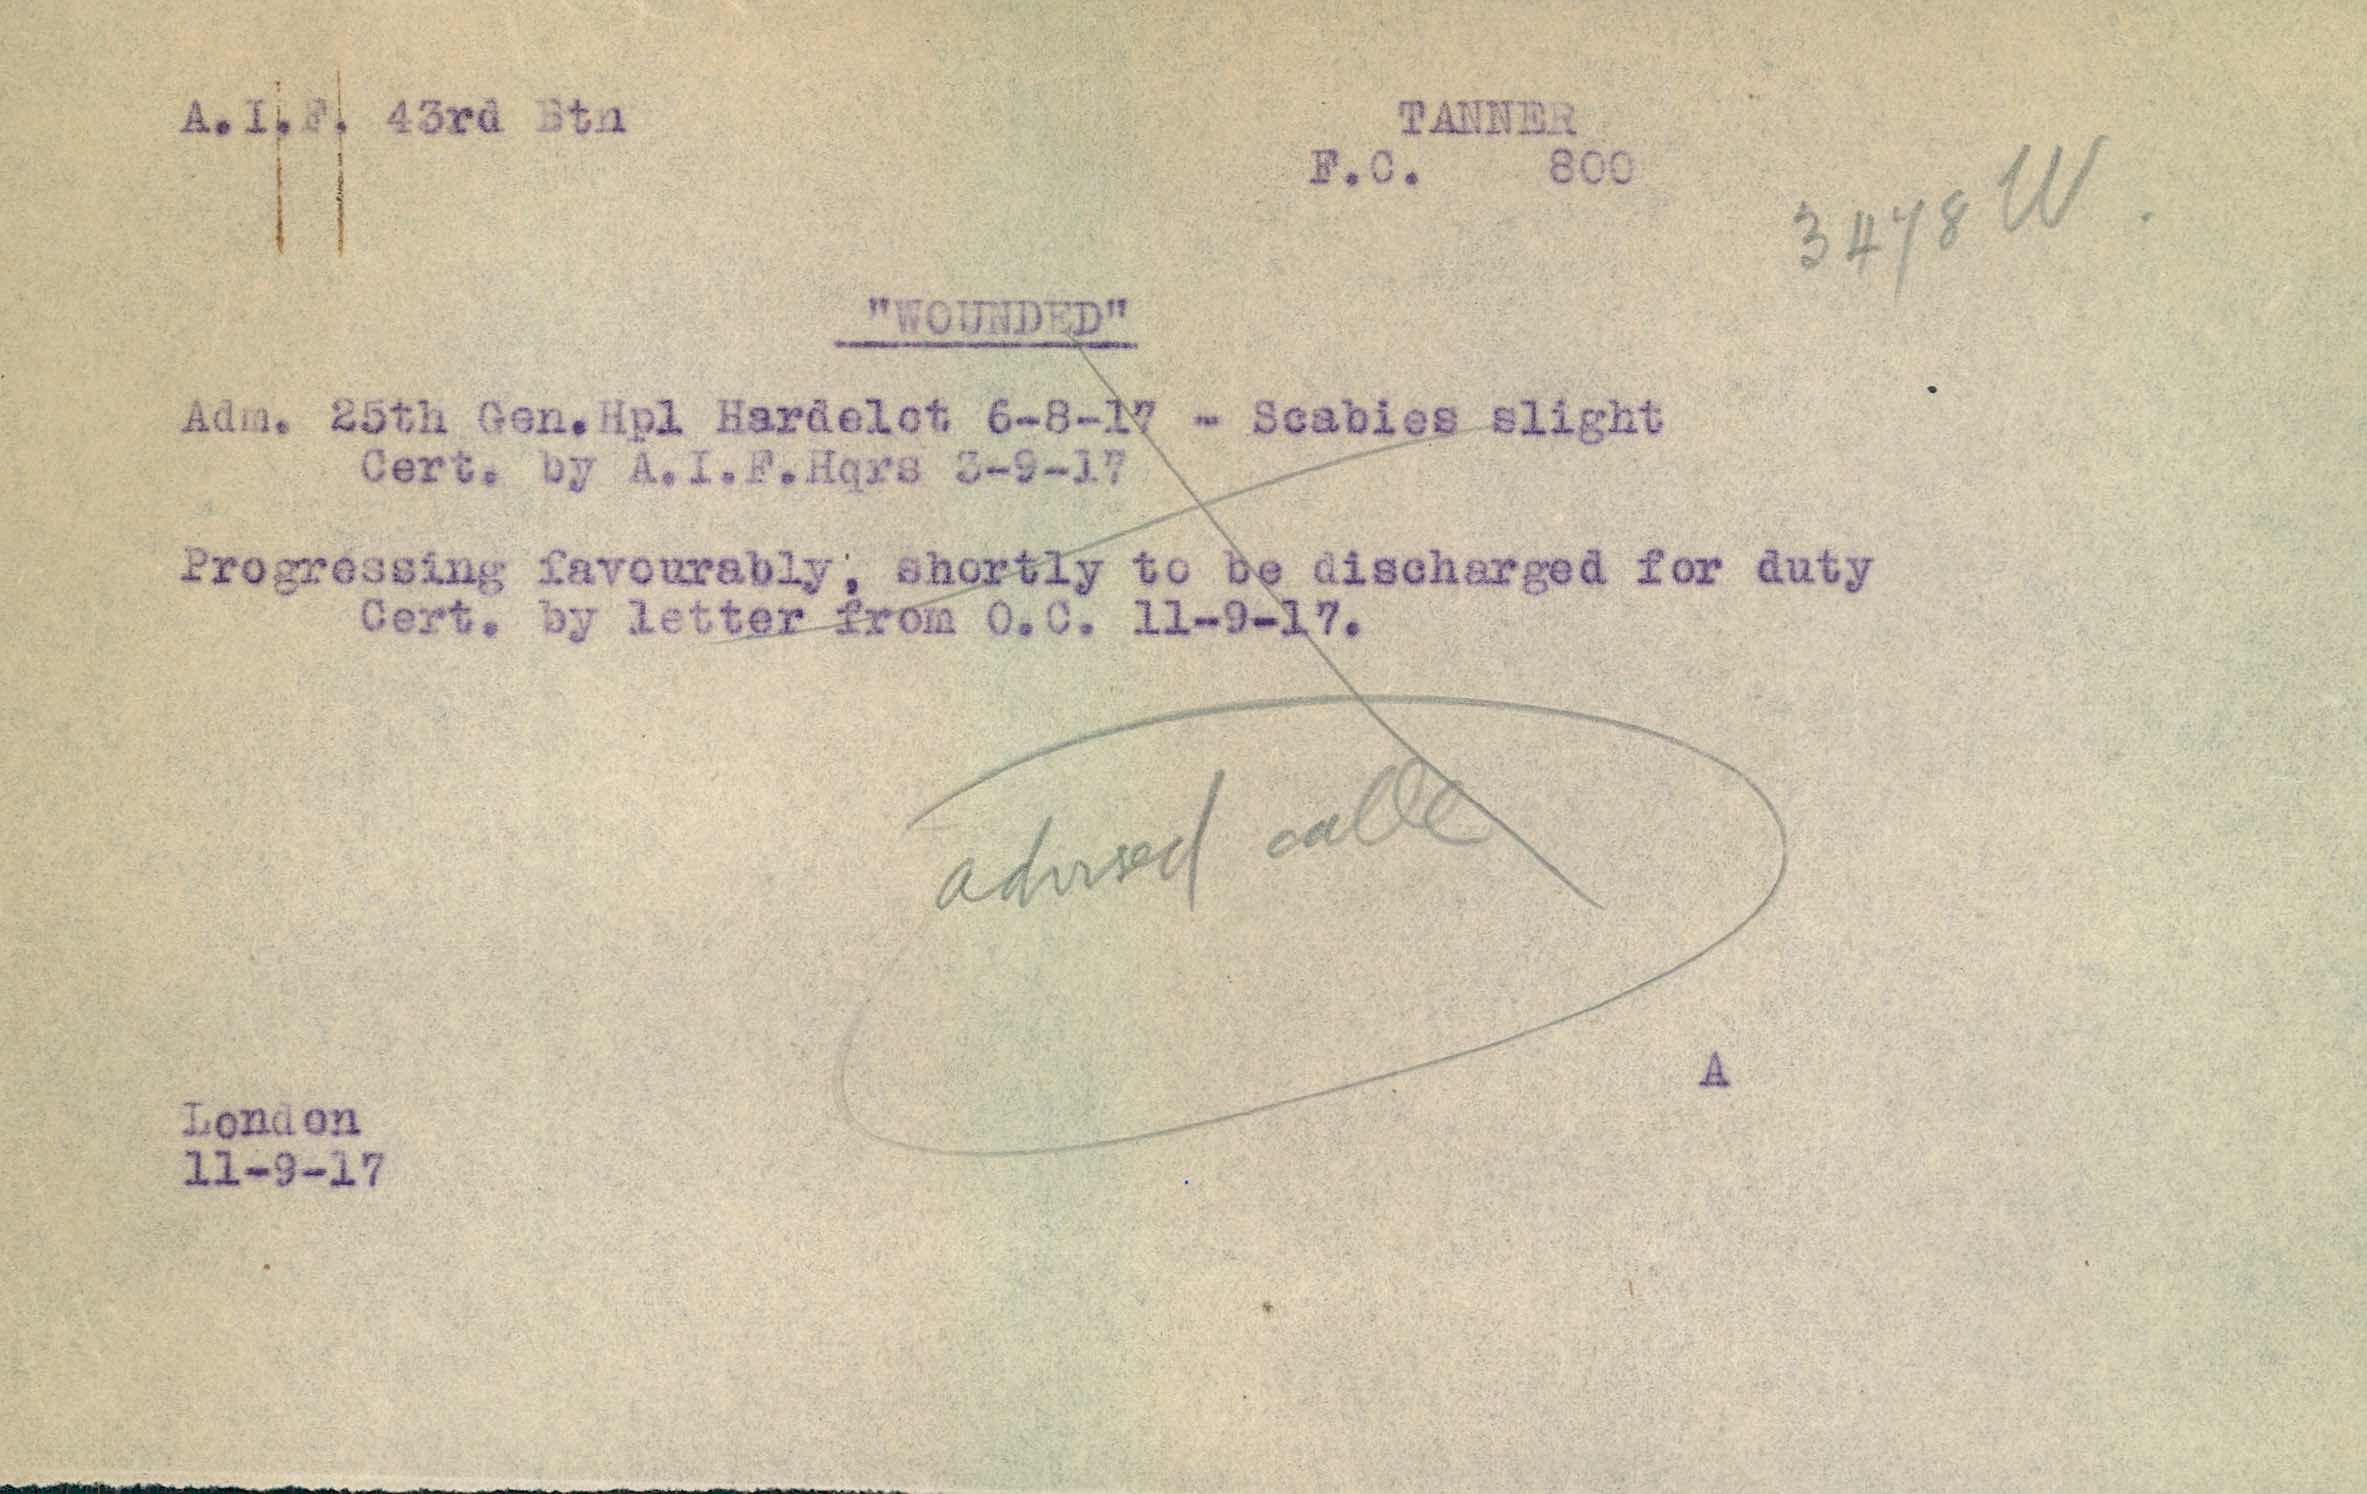 A.I.F. 43rd Btn
TANNER
F.C. 800
3478 W.
"WOUNDED"
Adm. 25th Gen.Hpl Hardelot 6-8-17 - Scabies slight
Cert. by A.I.F.Hqrs 3-9-17
Progressing favourably; shortly to be discharged for duty
Cert. by letter from O.C. 11-9-17.
advised cable
A
London
11-9-17